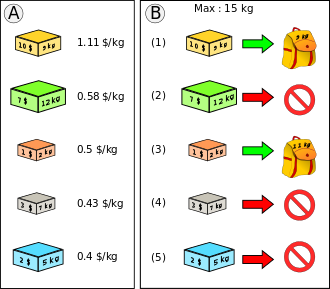 A
10 $ 9 kg 1.11 $/kg
7 $ 12 kg 0.58 $/kg
1 $ 2 kg 0.5 $/kg
3 $ 7 kg 0.43 $/kg
2 $ 5 kg 0.4 $/kg
B
Max : 15 kg
(1) 10 $ 9 kg 9 kg
(2) 7 $ 12 kg
(3) 1 $ 2 kg 11 kg
(4) 3 $ 7 kg
(5) 2 $ 5 kg